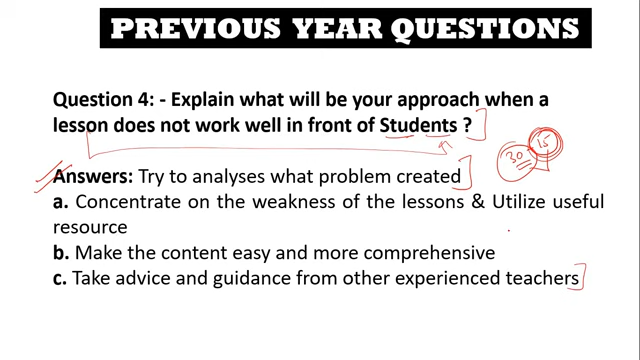 PREVIOUS YEAR QUESTIONS
Question 4: - Explain what will be your approach when a
lesson does not work well in front of Students ?
30
15
Answers: Try to analyses what problem created
a. Concentrate on the weakness of the lessons & Utilize useful
resource
b. Make the content easy and more comprehensive
c. Take advice and guidance from other experienced teachers